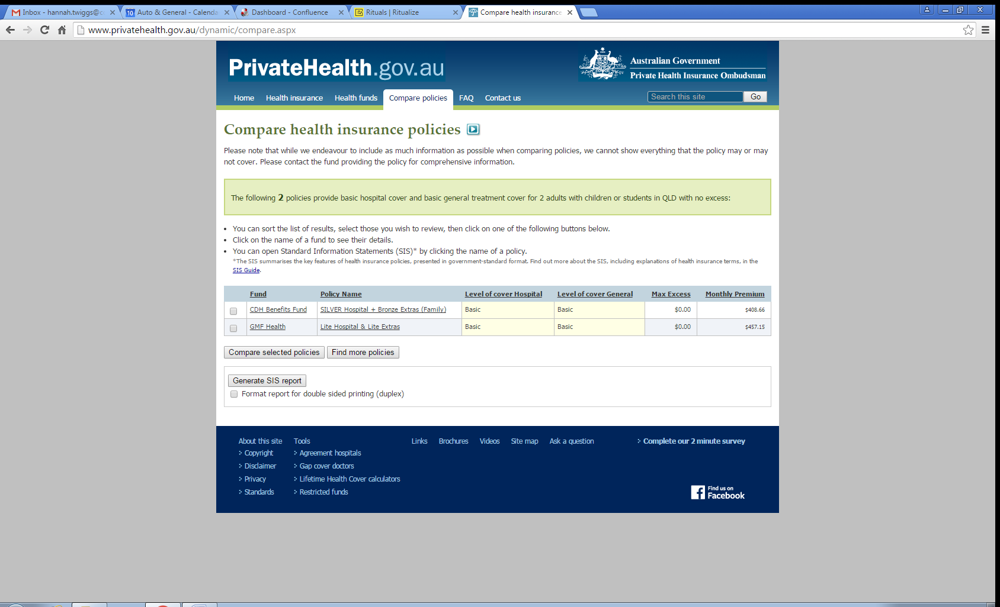 Inbox - hannah.twiggs@c
Auto & General - Calenda
Dashboard - Confluence
Rituals | Ritualize
Compare health insurance
www.privatehealth.gov.au/dynamic/compare.aspx
PrivateHealth.gov.au
Australian Government
Private Health Insurance Ombudsman
Home Health insurance Health funds Compare policies FAQ Contact us
Search this site Go
Compare health insurance policies
Please note that while we endeavour to include as much information as possible when comparing policies, we cannot show everything that the policy may or may
not cover. Please contact the fund providing the policy for comprehensive information.
The following 2 policies provide basic hospital cover and basic general treatment cover for 2 adults with children or students in QLD with no excess:
• You can sort the list of results, select those you wish to review, then click on one of the following buttons below.
• Click on the name of a fund to see their details.
• You can open Standard Information Statements (SIS)* by clicking the name of a policy.
*The SIS summarises the key features of health insurance policies, presented in government-standard format. Find out more about the SIS, including explanations of health insurance terms, in the
SIS Guide.
Fund Policy Name Level of cover Hospital Level of cover General Max Excess Monthly Premium
CDH Benefits Fund SILVER Hospital + Bronze Extras (Family) Basic Basic $0.00 $408.66
GMF Health Lite Hospital & Lite Extras Basic Basic $0.00 $457.15
Compare selected policies Find more policies
Generate SIS report
Format report for double sided printing (duplex)
About this site Tools Links Brochures Videos Site map Ask a question Complete our 2 minute survey
Copyright Agreement hospitals
Disclaimer Gap cover doctors
Privacy Lifetime Health Cover calculators
Standards Restricted funds
Find us on
Facebook